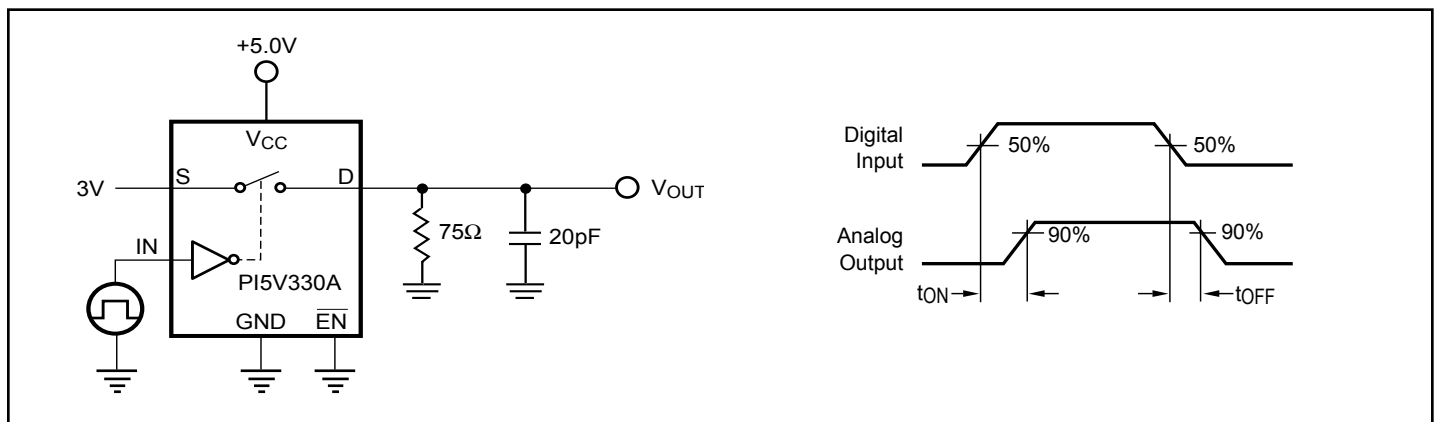 +5.0V
VCC
S
D
3V
VOUT
75Ω
20pF
IN
PI5V330A
GND
EN
Digital
Input
50%
50%
Analog
Output
90%
90%
tON
tOFF